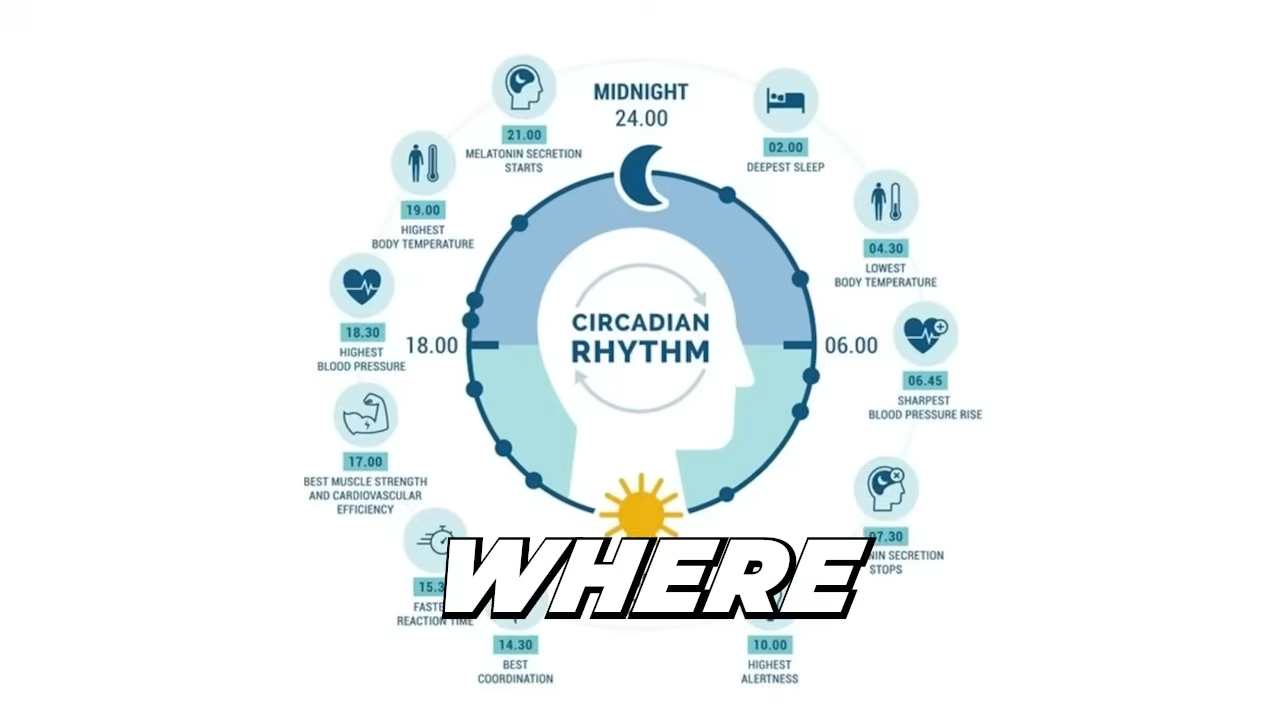 MIDNIGHT
24.00
21.00
MELATONIN SECRETION
STARTS
02.00
DEEPEST SLEEP
19.00
HIGHEST
BODY TEMPERATURE
04.30
LOWEST
BODY TEMPERATURE
18.30
HIGHEST
BLOOD PRESSURE
18.00
CIRCADIAN
RHYTHM
06.00
06.45
SHARPEST
BLOOD PRESSURE RISE
17.00
BEST MUSCLE STRENGTH
AND CARDIOVASCULAR
EFFICIENCY
07.30
SECRETION
STOPS
WHERE
REACTION TIME
14.30
BEST
COORDINATION
10.00
HIGHEST
ALERTNESS